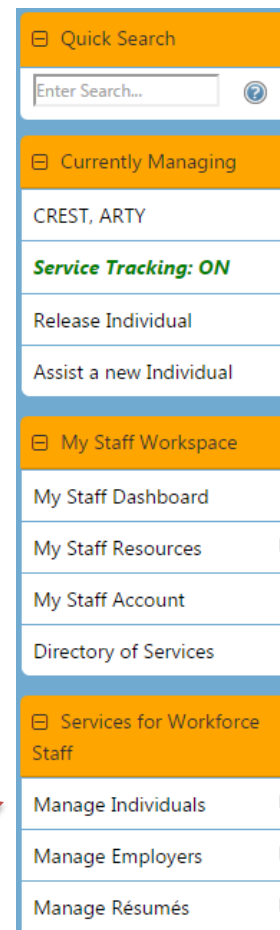 Quick Search
Enter Search...
Currently Managing
CREST, ARTY
Service Tracking: ON
Release Individual
Assist a new Individual
My Staff Workspace
My Staff Dashboard
My Staff Resources
My Staff Account
Directory of Services
Services for Workforce
Staff
Manage Individuals
Manage Employers
Manage Résumés